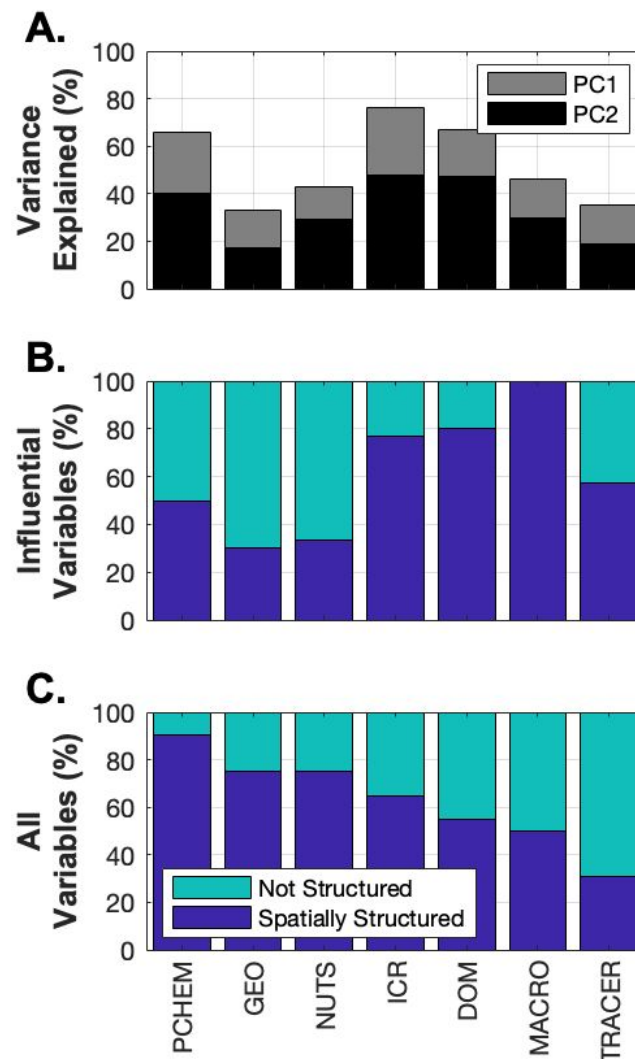 A.
Variance
Explained (%)
100
80
60
40
20
0
PC1
PC2
B.
Influential
Variables (%)
100
80
60
40
20
0
C.
All
Variables (%)
100
80
60
40
20
0
Not Structured
Spatially Structured
PCHEM
GEO
NUTS
ICR
DOM
MACRO
TRACER